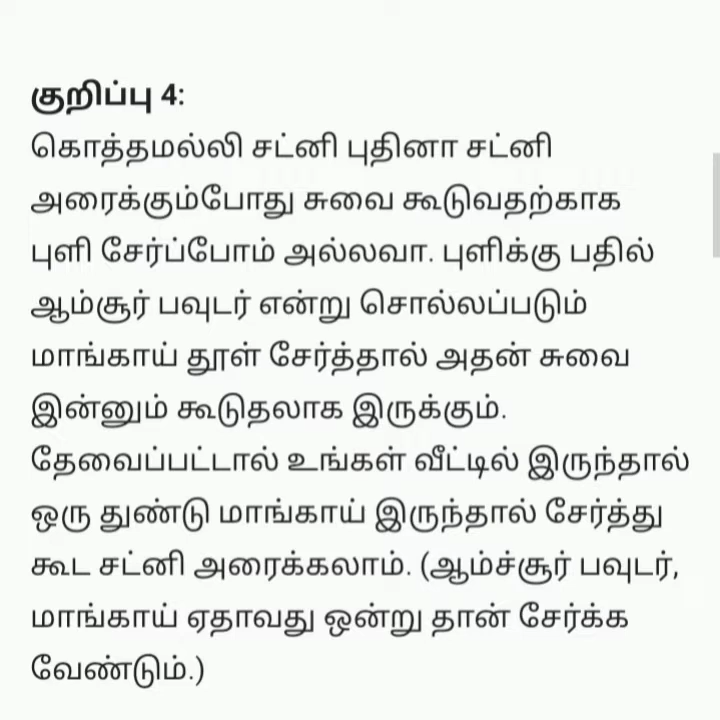 குறிப்பு 4:
கொத்தமல்லி சட்னி புதினா சட்னி
அரைக்கும்போது சுவை கூடுவதற்காக
புளி சேர்ப்போம் அல்லவா. புளிக்கு பதில்
ஆம்சூர் பவுடர் என்று சொல்லப்படும்
மாங்காய் தூள் சேர்த்தால் அதன் சுவை
இன்னும் கூடுதலாக இருக்கும்.
தேவைப்பட்டால் உங்கள் வீட்டில் இருந்தால்
ஒரு துண்டு மாங்காய் இருந்தால் சேர்த்து
கூட சட்னி அரைக்கலாம். (ஆம்ச்சூர் பவுடர்,
மாங்காய் ஏதாவது ஒன்று தான் சேர்க்க
வேண்டும்.)